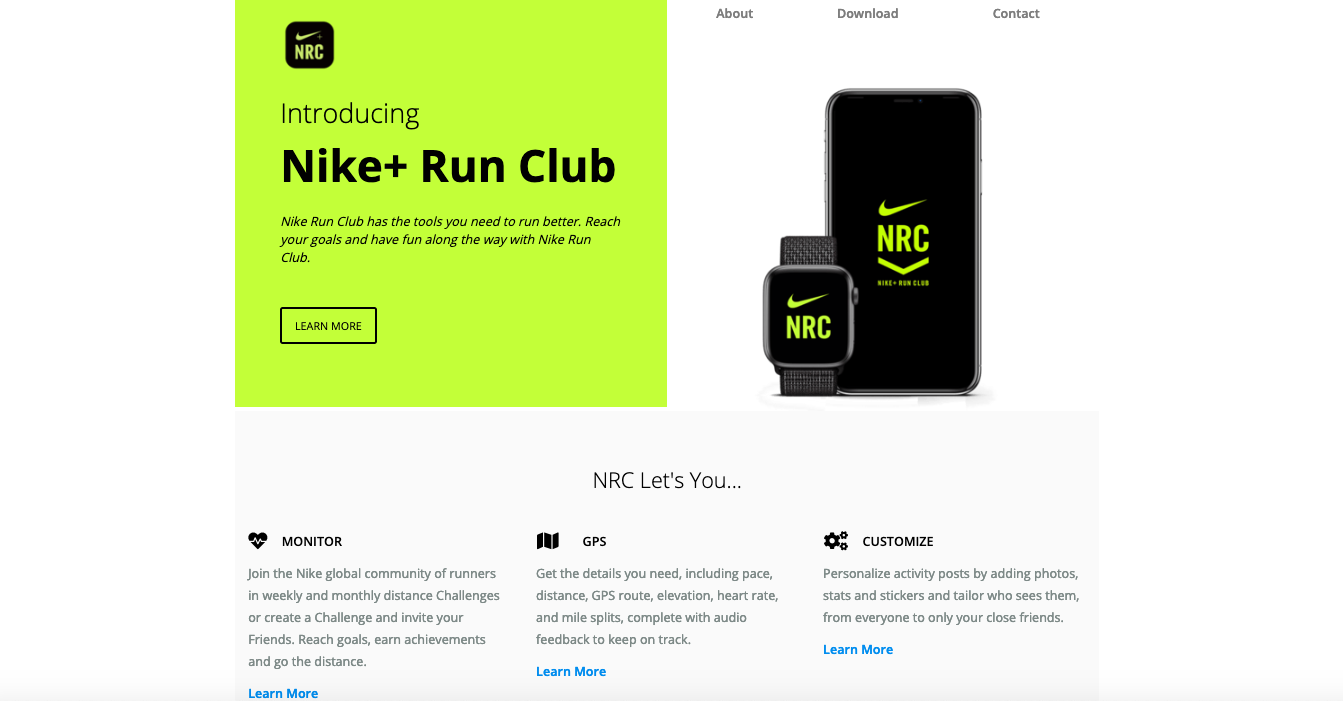 About Download Contact
NRC
Introducing
Nike+ Run Club
Nike Run Club has the tools you need to run better. Reach
your goals and have fun along the way with Nike Run
Club.
LEARN MORE
NRC
NIKE+ RUN CLUB
NRC
NRC Let's You...
MONITOR
Join the Nike global community of runners
in weekly and monthly distance Challenges
or create a Challenge and invite your
Friends. Reach goals, earn achievements
and go the distance.
Learn More
GPS
Get the details you need, including pace,
distance, GPS route, elevation, heart rate,
and mile splits, complete with audio
feedback to keep on track.
Learn More
CUSTOMIZE
Personalize activity posts by adding photos,
stats and stickers and tailor who sees them,
from everyone to only your close friends.
Learn More